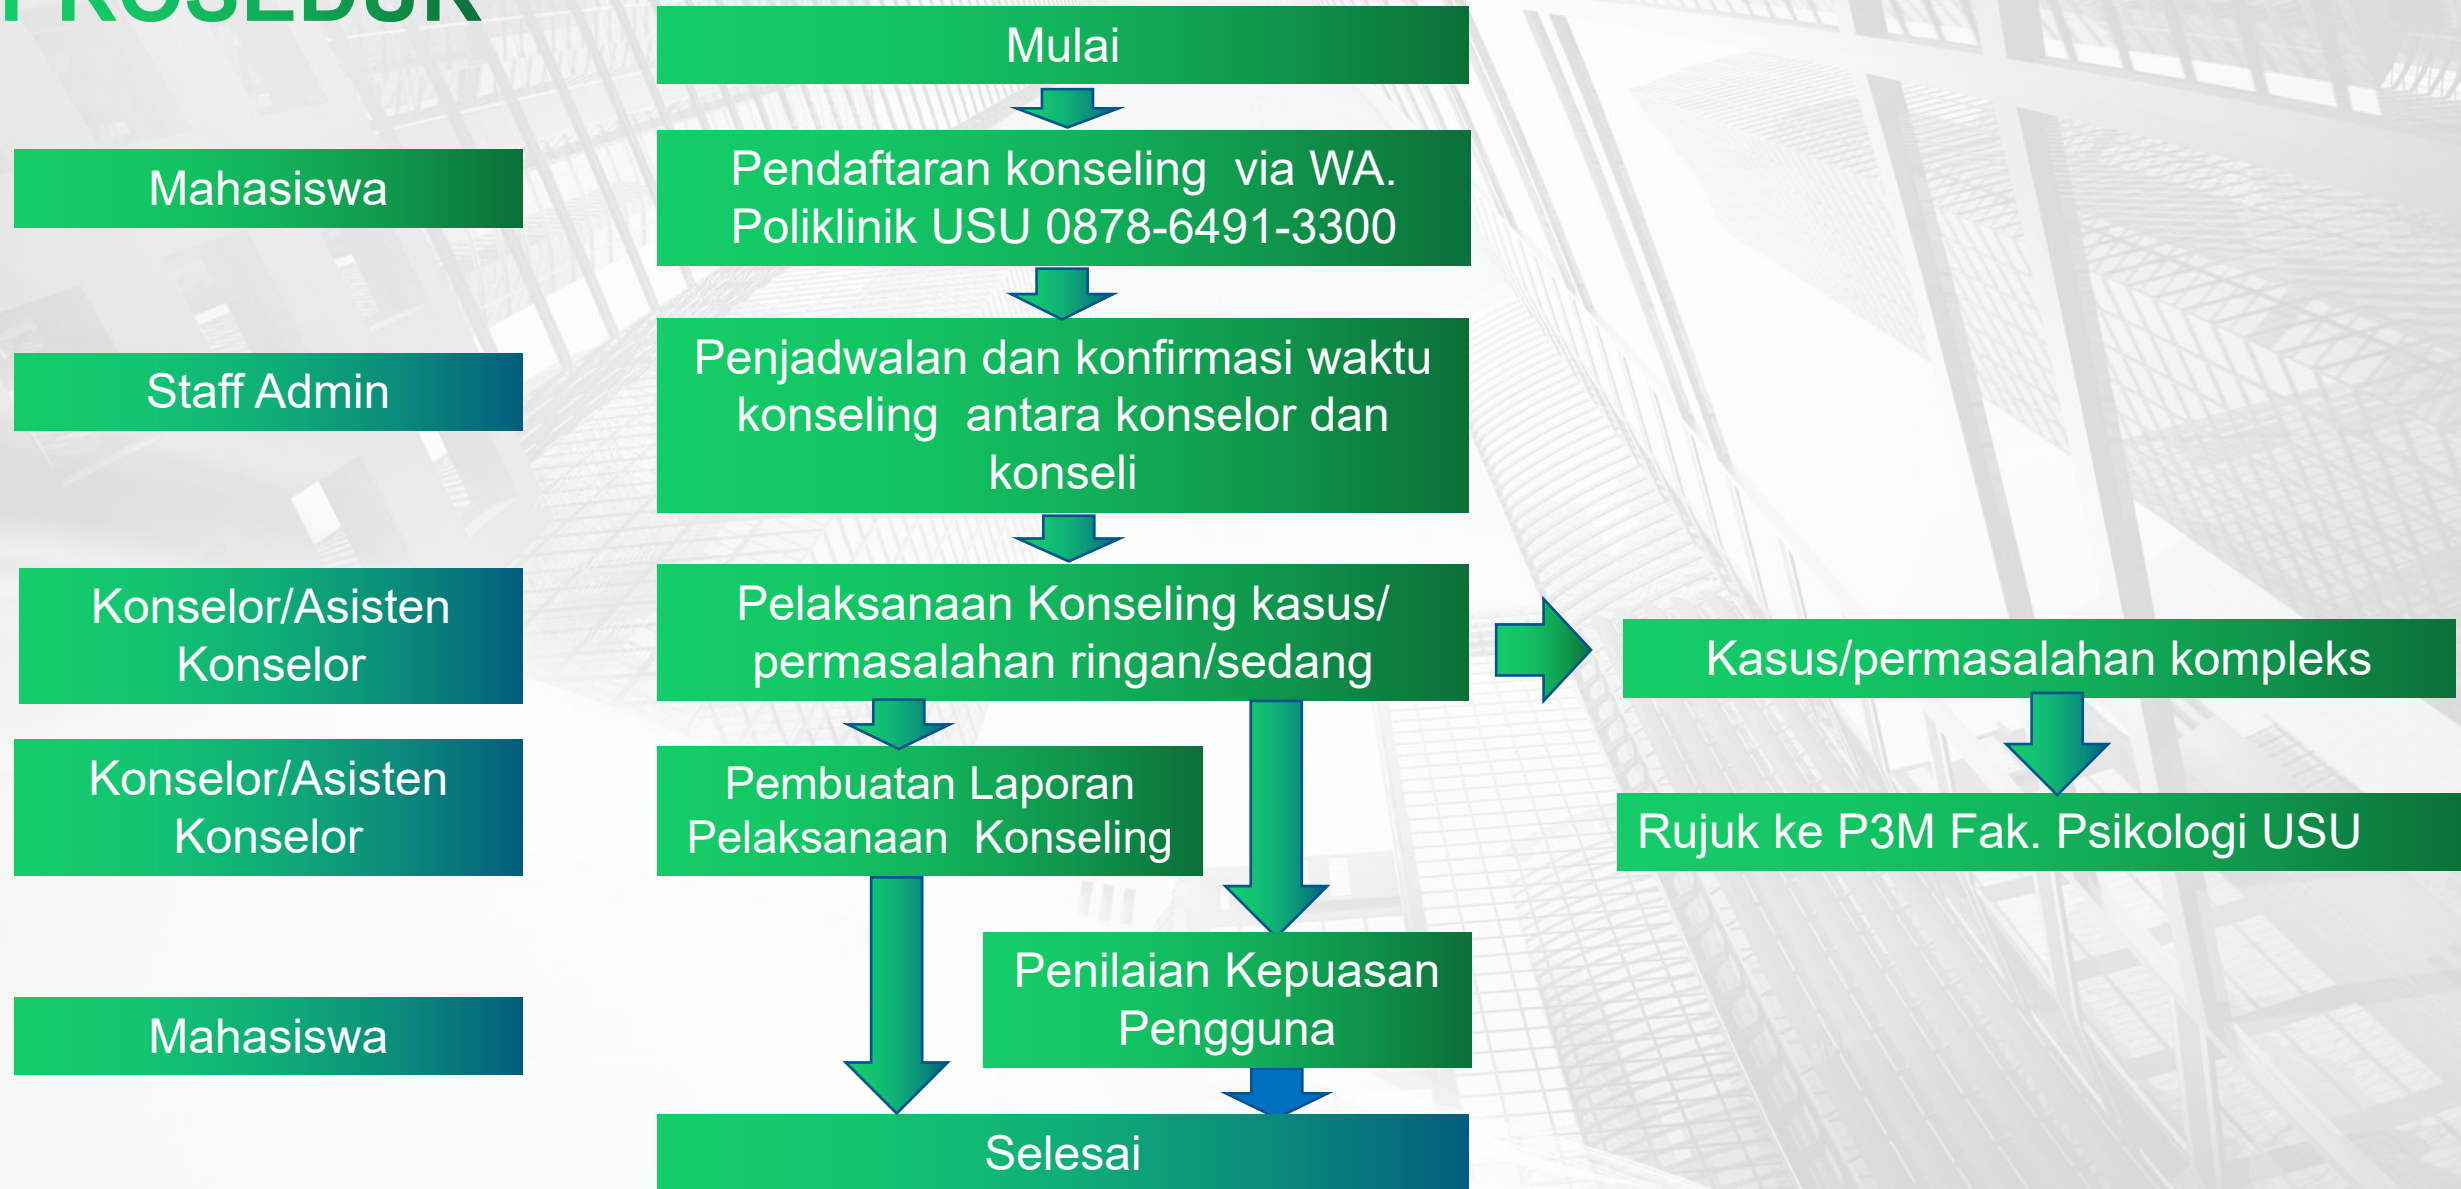 PROSEDUR
Mulai
Mahasiswa
Pendaftaran konseling via WA.
Poliklinik USU 0878-6491-3300
Staff Admin
Penjadwalan dan konfirmasi waktu
konseling antara konselor dan
konseli
Konselor/Asisten
Konselor
Pelaksanaan Konseling kasus/
permasalahan ringan/sedang
Kasus/permasalahan kompleks
Konselor/Asisten
Konselor
Pembuatan Laporan
Pelaksanaan Konseling
Rujuk ke P3M Fak. Psikologi USU
Mahasiswa
Penilaian Kepuasan
Pengguna
Selesai